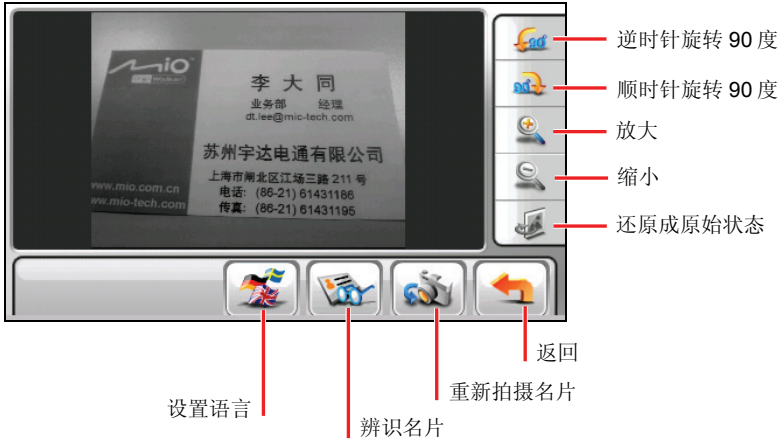 Mio
Walker
李大同
业务部 经理
dt.lee@mic-tech.com
苏州宇达电通有限公司
上海市闸北区江场三路 211 号
电话: (86-21) 61431186
传真: (86-21) 61431195
www.mio.com.cn
www.mio-tech.com
90°
逆时针旋转 90 度
90°
顺时针旋转 90 度
放大
缩小
还原成原始状态
返回
重新拍摄名片
设置语言
辨识名片